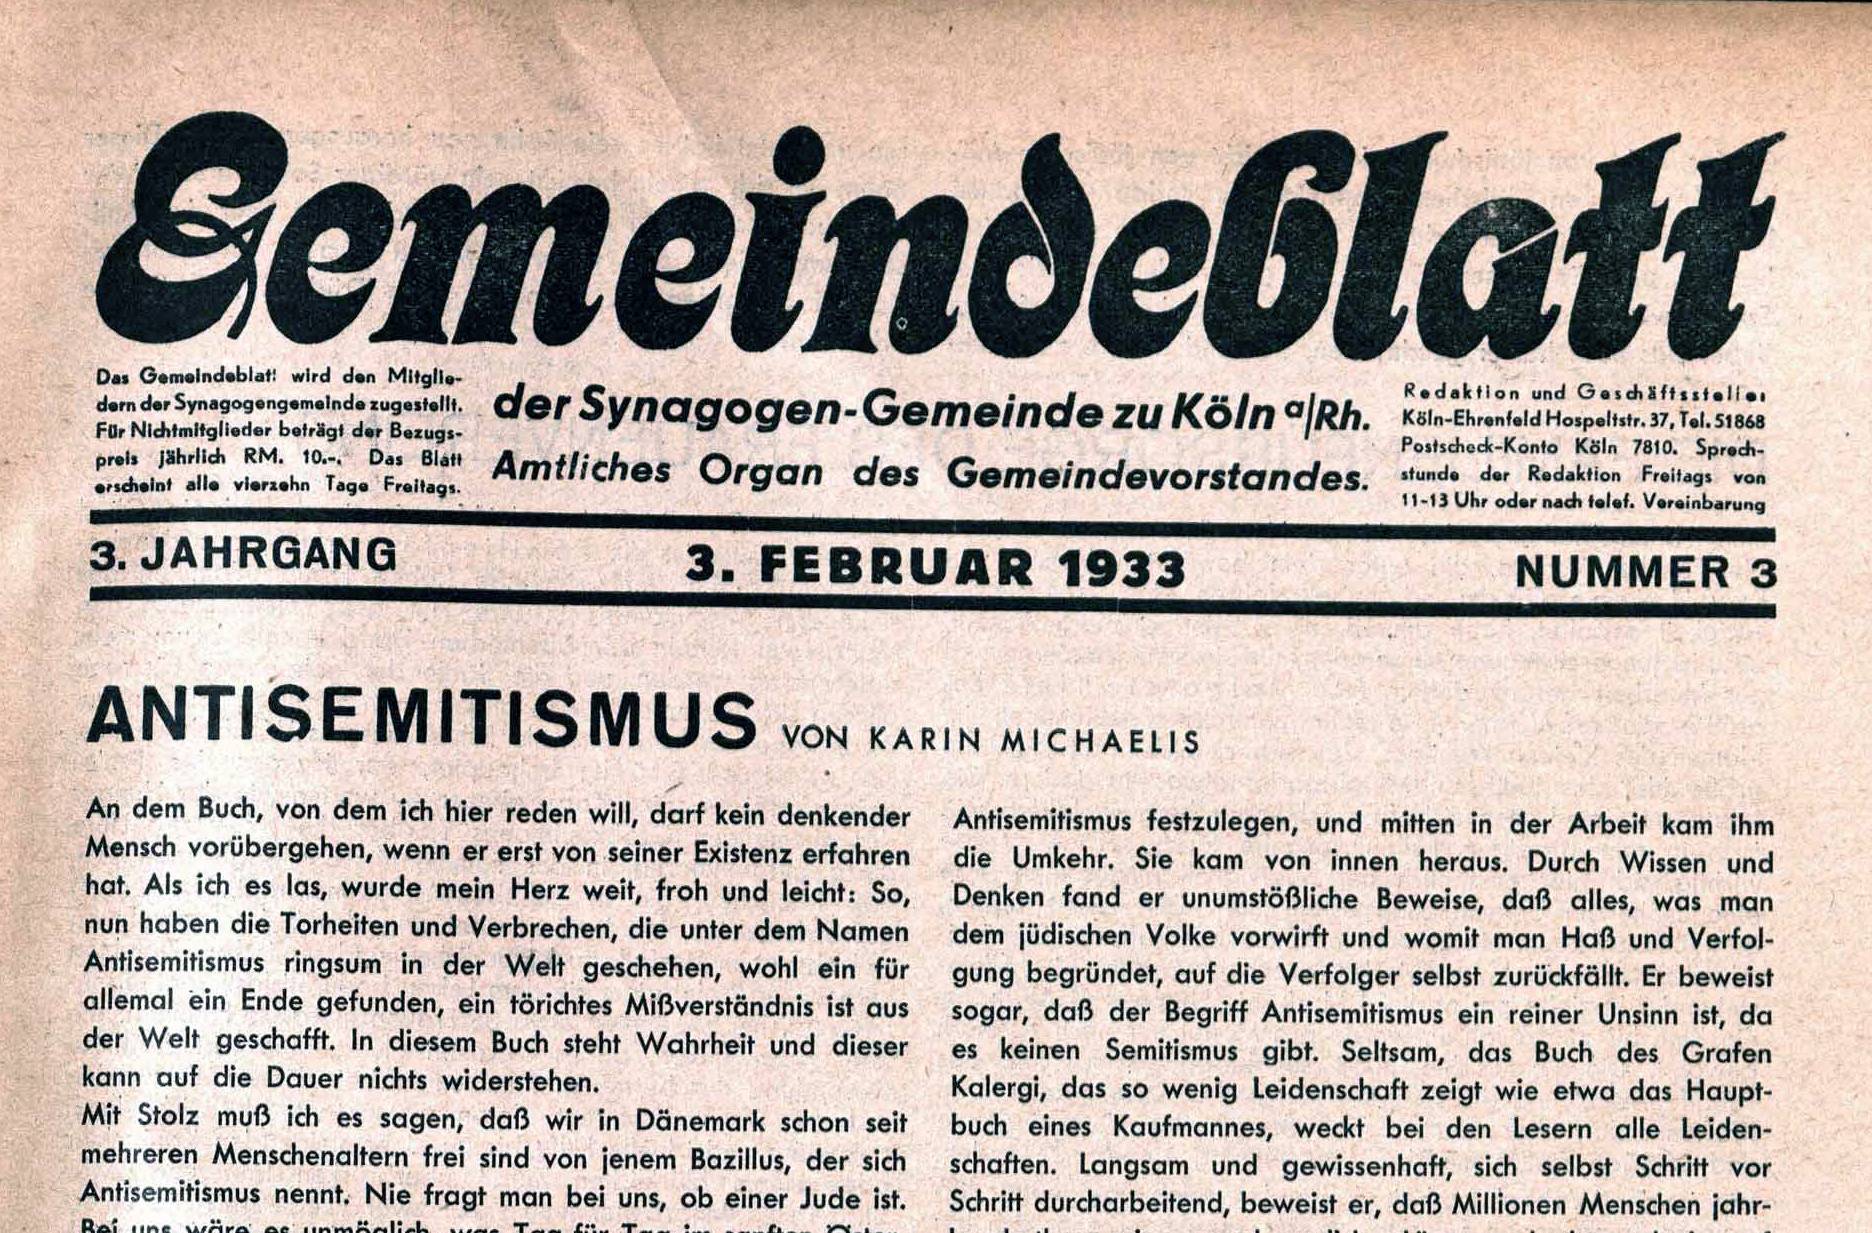 Gemeindeblatt
Das Gemeindeblatt wird den Mitglie-
dern der Synagogengemeinde zugestellt.
Für Nichtmitglieder beträgt der Bezugs-
preis jährlich RM. 10.-. Das Blatt
erscheint alle vierzehn Tage Freitags.
der Synagogen-Gemeinde zu Köln a/Rh.
Amtliches Organ des Gemeindevorstandes.
Redaktion und Geschäftsstelle:
Köln-Ehrenfeld Hospeltstr. 37, Tel. 51868
Postscheck-Konto Köln 7810. Sprech-
stunde der Redaktion Freitags von
11-13 Uhr oder nach telef. Vereinbarung
3. JAHRGANG
3. FEBRUAR 1933
NUMMER 3
ANTISEMITISMUS VON KARIN MICHAELIS
An dem Buch, von dem ich hier reden will, darf kein denkender
Mensch vorübergehen, wenn er erst von seiner Existenz erfahren
hat. Als ich es las, wurde mein Herz weit, froh und leicht: So,
nun haben die Torheiten und Verbrechen, die unter dem Namen
Antisemitismus ringsum in der Welt geschehen, wohl ein für
allemal ein Ende gefunden, ein törichtes Mißverständnis ist aus
der Welt geschafft. In diesem Buch steht Wahrheit und dieser
kann auf die Dauer nichts widerstehen.
Mit Stolz muß ich es sagen, daß wir in Dänemark schon seit
mehreren Menschenaltern frei sind von jenem Bazillus, der sich
Antisemitismus nennt. Nie fragt man bei uns, ob einer Jude ist.
Bei uns wäre es unmöglich, was Tag für Tag im sanften Öster-
Antisemitismus festzulegen, und mitten in der Arbeit kam ihm
die Umkehr. Sie kam von innen heraus. Durch Wissen und
Denken fand er unumstößliche Beweise, daß alles, was man
dem jüdischen Volke vorwirft und womit man Haß und Verfol-
gung begründet, auf die Verfolger selbst zurückfällt. Er beweist
sogar, daß der Begriff Antisemitismus ein reiner Unsinn ist, da
es keinen Semitismus gibt. Seltsam, das Buch des Grafen
Kalergi, das so wenig Leidenschaft zeigt wie etwa das Haupt-
buch eines Kaufmannes, weckt bei den Lesern alle Leiden-
schaften. Langsam und gewissenhaft, sich selbst Schritt vor
Schritt durcharbeitend, beweist er, daß Millionen Menschen jahr-